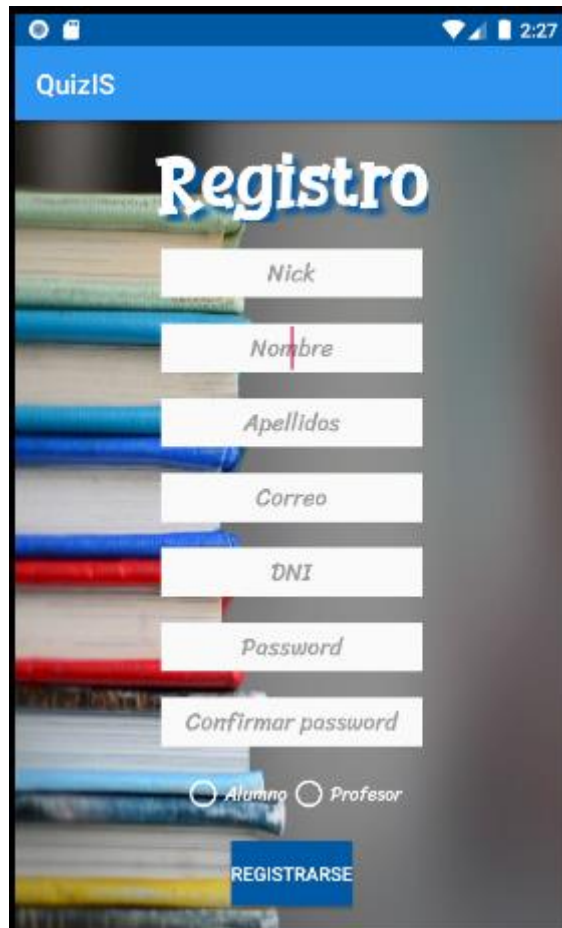 2:27
QuizIS
Registro
Nick
Nombre
Apellidos
Correo
DNI
Password
Confirmar password
Alumno Profesor
REGISTRARSE